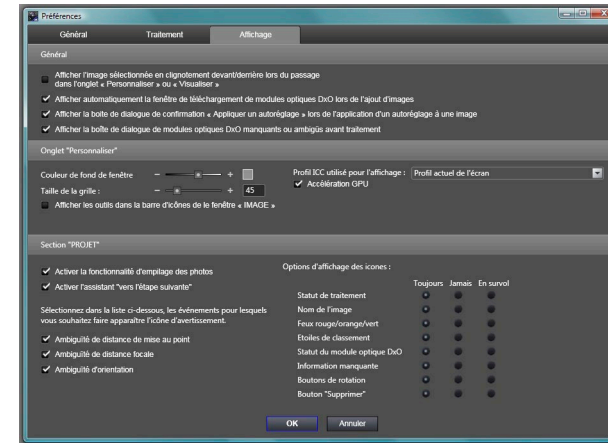 Préférences
Général Traitement Affichage
Général
Afficher l'image sélectionnée en clignotement devant/derrière lors du passage
dans l'onglet « Personnaliser » ou « Visualiser »
Afficher automatiquement la fenêtre de téléchargement de modules optiques DxO lors de l'ajout d'images
Afficher la boîte de dialogue de confirmation « Appliquer un autoréglage » lors de l'application d'un autoréglage à une image
Afficher la boîte de dialogue de modules optiques DxO manquants ou ambigüs avant traitement
Onglet "Personnaliser"
Couleur de fond de fenêtre − +
Profil ICC utilisé pour l'affichage : Profil actuel de l'écran
Accélération GPU
Taille de la grille : − + 45
Afficher les outils dans la barre d'icônes de le fenêtre « IMAGE »
Section "PROJET"
Activer la fonctionnalité d'empilage des photos
Activer l'assistant "vers l'étape suivante"
Sélectionnez dans la liste ci-dessous, les événements pour lesquels
vous souhaitez faire apparaître l'icône d'avertissement.
Ambiguïté de distance de mise au point
Ambiguïté de distance focale
Ambiguïté d'orientation
Options d'affichage des icones :
Toujours Jamais En survol
Statut de traitement
Nom de l'image
Feux rouge/orange/vert
Etoiles de classement
Statut du module optique DxO
Information manquante
Boutons de rotation
Bouton "Supprimer"
OK Annuler